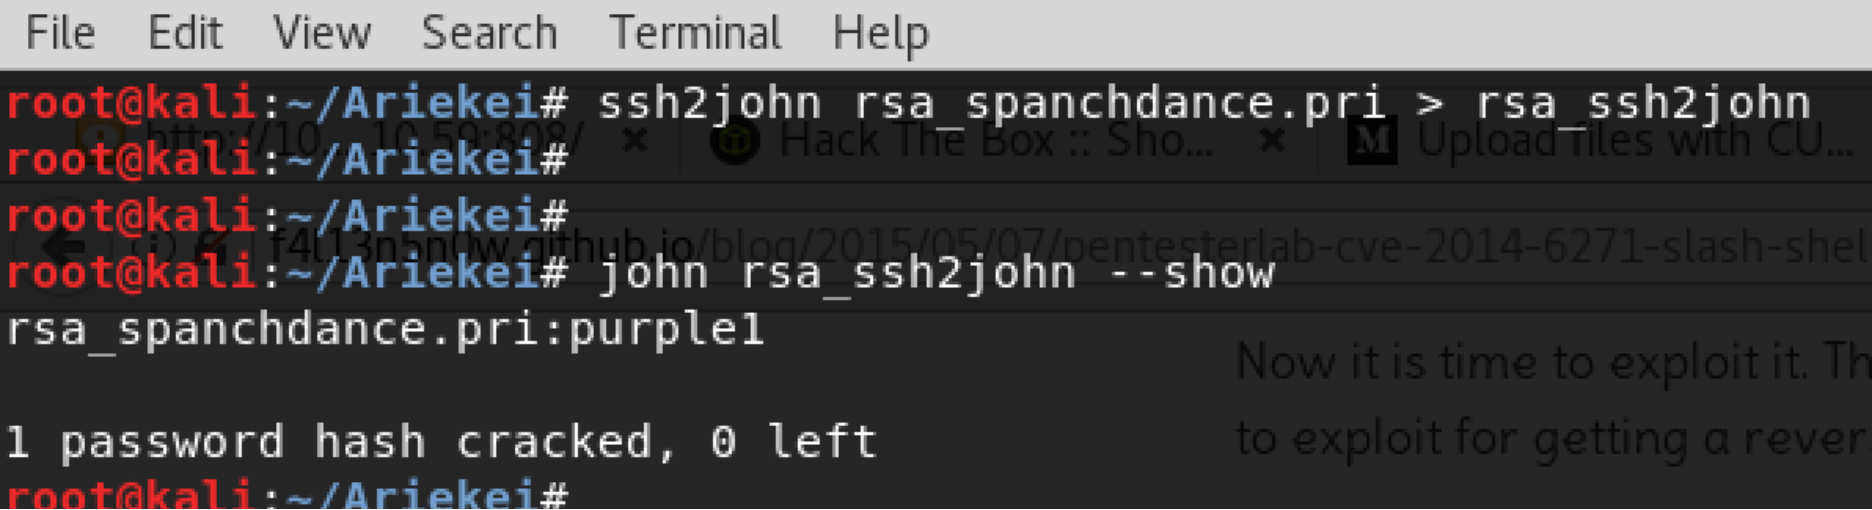 File Edit View Search Terminal Help
root@kali:~/Ariekei# ssh2john rsa_spanchdance.pri > rsa_ssh2john
http://10. 10.59:808/ × Hack The Box :: Sho... × M Upload files with CU...
root@kali:~/Ariekei#
root@kali:~/Ariekei#
f4l13n5n0w.github.io/blog/2015/05/07/pentesterlab-cve-2014-6271-slash-shel
root@kali:~/Ariekei# john rsa_ssh2john --show
rsa_spanchdance.pri:purple1
Now it is time to exploit it. Th
1 password hash cracked, 0 left
to exploit for getting a rever
root@kali:~/Ariekei#